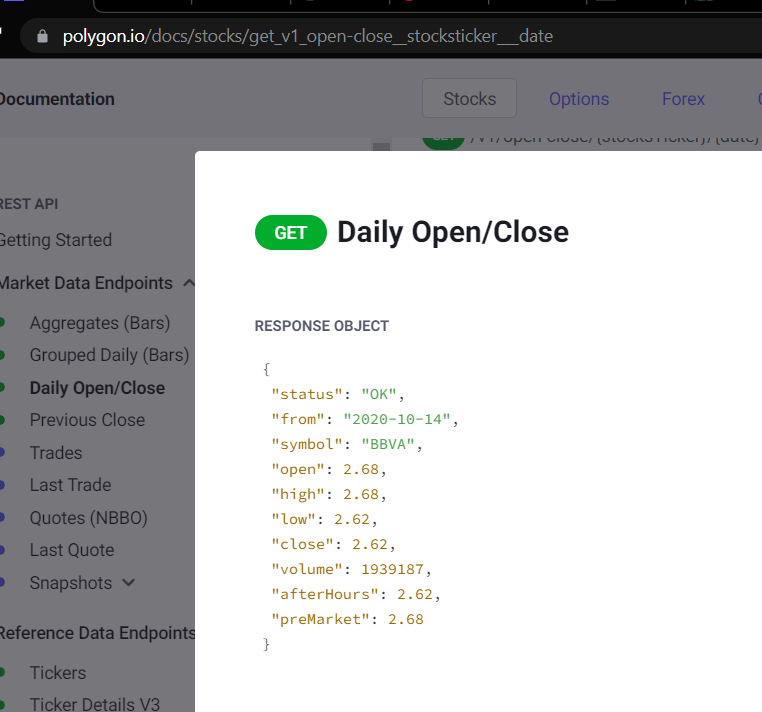 polygon.io/docs/stocks/get_v1_open-close__stocksticker___date
Documentation
Stocks
Options
Forex
GET /v1/open-close/{stocksTicker}/{date}
REST API
Getting Started
Market Data Endpoints
Aggregates (Bars)
Grouped Daily (Bars)
Daily Open/Close
Previous Close
Trades
Last Trade
Quotes (NBBO)
Last Quote
Snapshots
Reference Data Endpoints
Tickers
Ticker Details V3
GET Daily Open/Close
RESPONSE OBJECT
{
"status": "OK",
"from": "2020-10-14",
"symbol": "BBVA",
"open": 2.68,
"high": 2.68,
"low": 2.62,
"close": 2.62,
"volume": 1939187,
"afterHours": 2.62,
"preMarket": 2.68
}